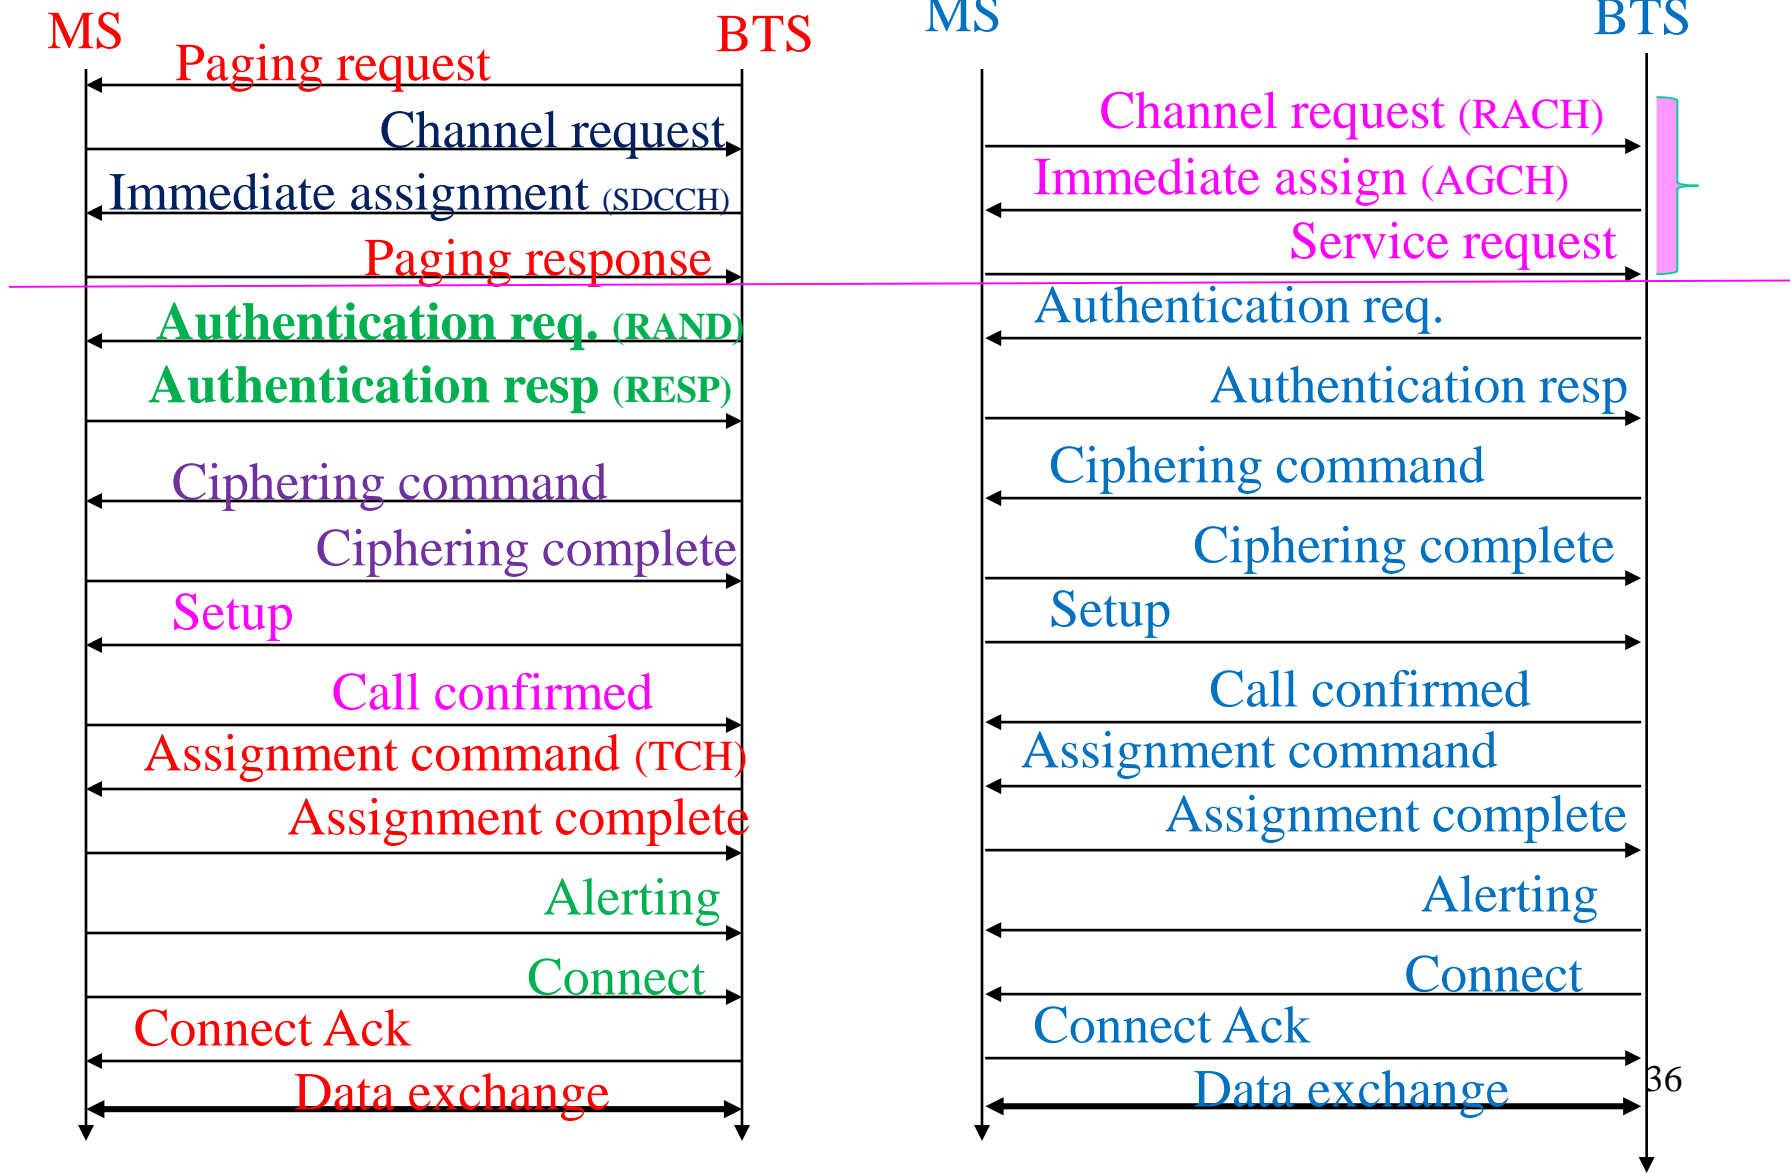 MS
BTS
Paging request
Channel request
Immediate assignment (SDCCH)
Paging response
Authentication req. (RAND)
Authentication resp (RESP)
Ciphering command
Ciphering complete
Setup
Call confirmed
Assignment command (TCH)
Assignment complete
Alerting
Connect
Connect Ack
Data exchange
MS
BTS
Channel request (RACH)
Immediate assign (AGCH)
Service request
Authentication req.
Authentication resp
Ciphering command
Ciphering complete
Setup
Call confirmed
Assignment command
Assignment complete
Alerting
Connect
Connect Ack
Data exchange
36